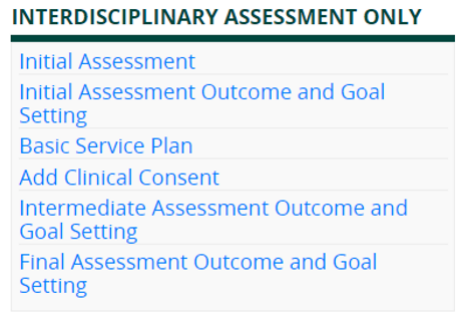 INTERDISCIPLINARY ASSESSMENT ONLY
Initial Assessment
Initial Assessment Outcome and Goal
Setting
Basic Service Plan
Add Clinical Consent
Intermediate Assessment Outcome and
Goal Setting
Final Assessment Outcome and Goal
Setting